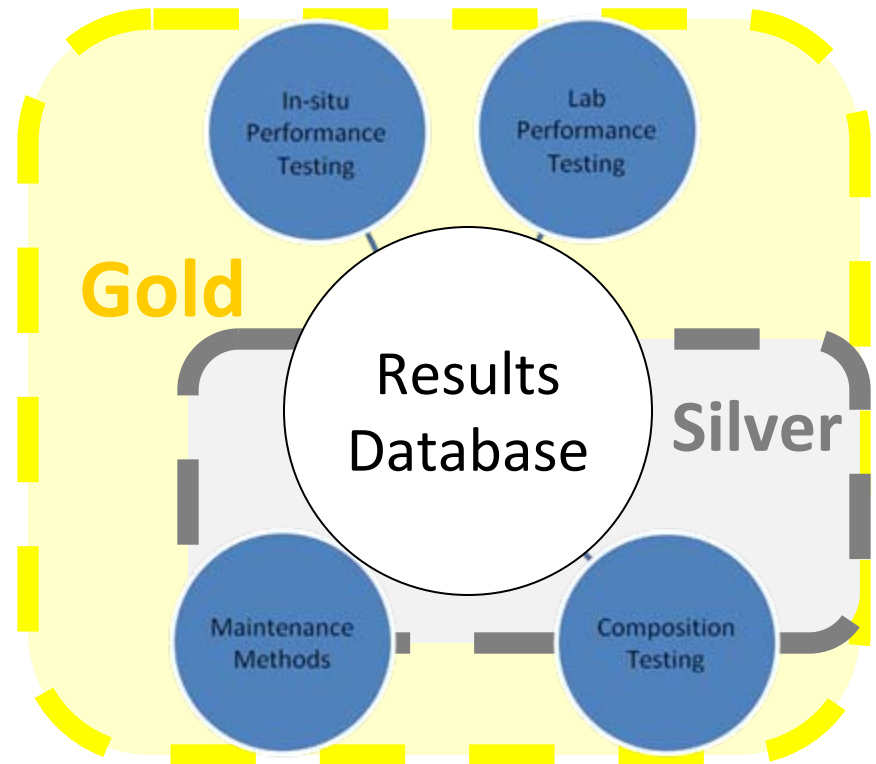 In-situ
Performance
Testing
Lab
Performance
Testing
Gold
Results
Database
Silver
Maintenance
Methods
Composition
Testing